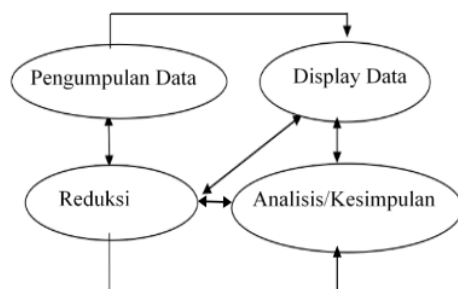 Pengumpulan Data
Display Data
Reduksi
Analisis/Kesimpulan